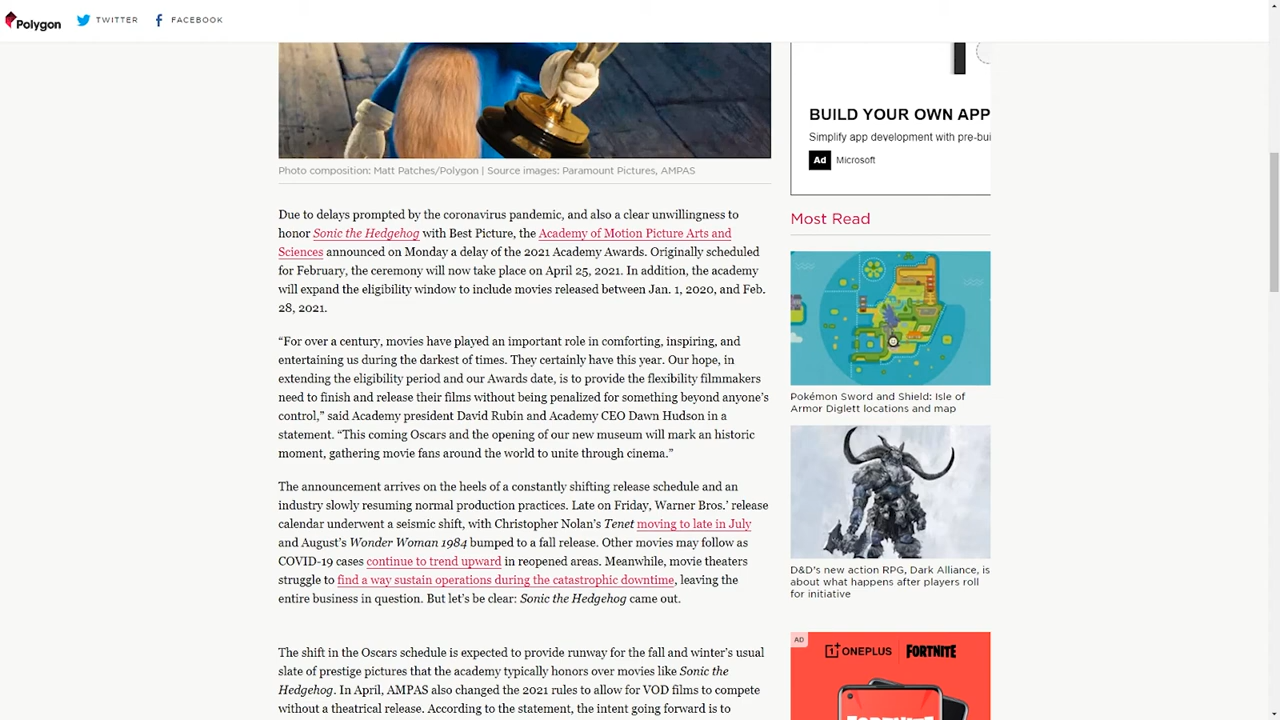 Polygon
TWITTER
FACEBOOK
Photo composition: Matt Patches/Polygon | Source images: Paramount Pictures, AMPAS
Due to delays prompted by the coronavirus pandemic, and also a clear unwillingness to
honor Sonic the Hedgehog with Best Picture, the Academy of Motion Picture Arts and
Sciences announced on Monday a delay of the 2021 Academy Awards. Originally scheduled
for February, the ceremony will now take place on April 25, 2021. In addition, the academy
will expand the eligibility window to include movies released between Jan. 1, 2020, and Feb.
28, 2021.
“For over a century, movies have played an important role in comforting, inspiring, and
entertaining us during the darkest of times. They certainly have this year. Our hope, in
extending the eligibility period and our Awards date, is to provide the flexibility filmmakers
need to finish and release their films without being penalized for something beyond anyone’s
control,” said Academy president David Rubin and Academy CEO Dawn Hudson in a
statement. “This coming Oscars and the opening of our new museum will mark an historic
moment, gathering movie fans around the world to unite through cinema.”
The announcement arrives on the heels of a constantly shifting release schedule and an
industry slowly resuming normal production practices. Late on Friday, Warner Bros.’ release
calendar underwent a seismic shift, with Christopher Nolan’s Tenet moving to late in July
and August’s Wonder Woman 1984 bumped to a fall release. Other movies may follow as
COVID-19 cases continue to trend upward in reopened areas. Meanwhile, movie theaters
struggle to find a way sustain operations during the catastrophic downtime, leaving the
entire business in question. But let’s be clear: Sonic the Hedgehog came out.
The shift in the Oscars schedule is expected to provide runway for the fall and winter’s usual
slate of prestige pictures that the academy typically honors over movies like Sonic the
Hedgehog. In April, AMPAS also changed the 2021 rules to allow for VOD films to compete
without a theatrical release. According to the statement, the intent going forward is to
BUILD YOUR OWN APP
Simplify app development with pre-bui
Ad Microsoft
Most Read
Pokémon Sword and Shield: Isle of
Armor Diglett locations and map
D&D’s new action RPG, Dark Alliance, is
about what happens after players roll
for initiative
AD
ONEPLUS FORTNITE